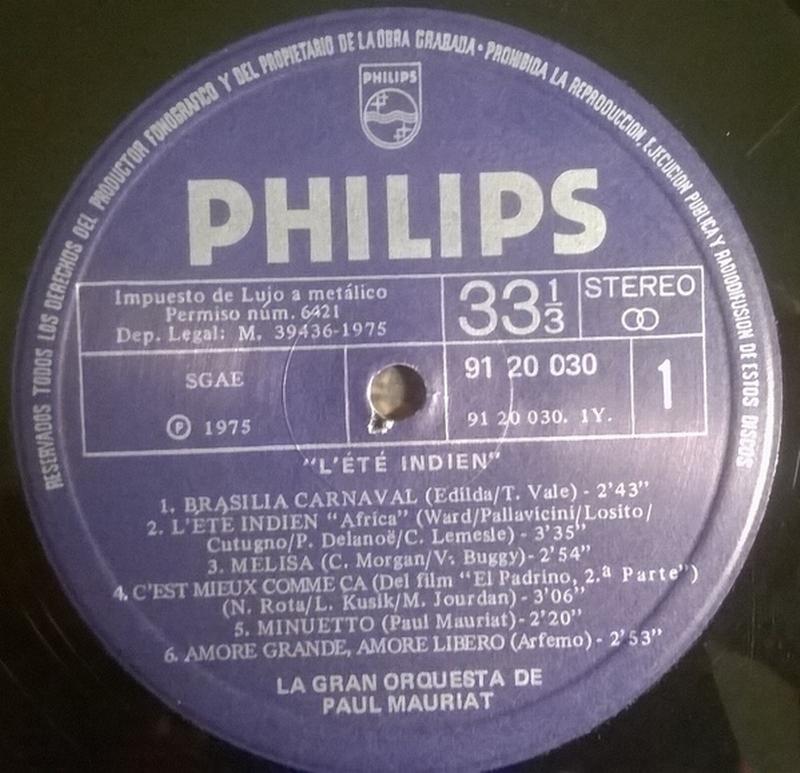 RESERVADOS TODOS LOS DERECHOS DEL PRODUCTOR FONOGRAFICO Y DEL PROPIETARIO DE LA OBRA GRABADA · PROHIBIDA LA REPRODUCCION, EJECUCION PUBLICA Y RADIODIFUSION DE ESTOS DISCOS
PHILIPS
PHILIPS
Impuesto de Lujo a metálico
Permiso núm. 6421
Dep. Legal: M. 39436-1975
33 1/3
STEREO
SGAE
℗ 1975
91 20 030
91 20 030. 1Y.
1
"L'ÉTÉ INDIEN"
1. BRASILIA CARNAVAL (Edilda/T. Vale) - 2'43"
2. L'ETE INDIEN "Africa" (Ward/Pallavicini/Losito/
Cutugno/P. Delanoë/C. Lemesle) - 3'35"
3. MELISA (C. Morgan/V. Buggy) - 2'54"
4. C'EST MIEUX COMME ÇA (Del film "El Padrino, 2.ª Parte")
(N. Rota/L. Kusik/M. Jourdan) - 3'06"
5. MINUETTO (Paul Mauriat) - 2'20"
6. AMORE GRANDE, AMORE LIBERO (Arfemo) - 2'53"
LA GRAN ORQUESTA DE
PAUL MAURIAT